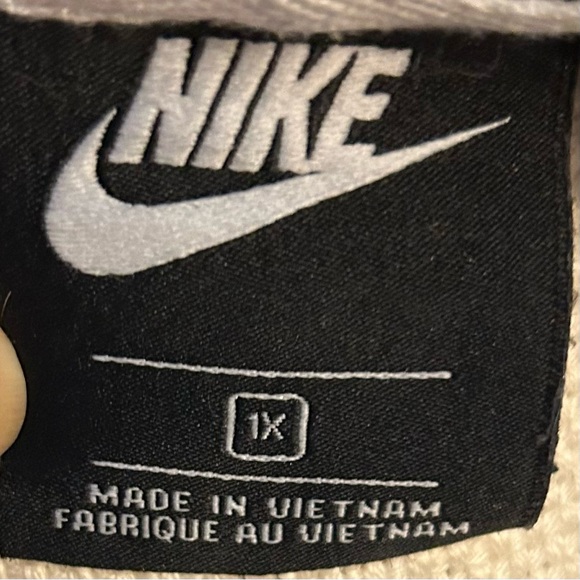 NIKE
1X
MADE IN VIETNAM
FABRIQUE AU VIETNAM